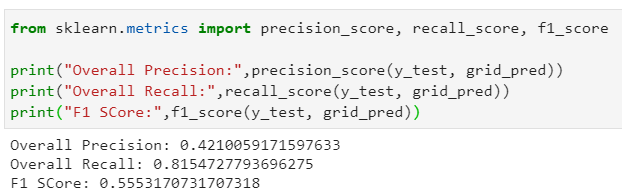 from sklearn.metrics import precision_score, recall_score, f1_score
print("Overall Precision:",precision_score(y_test, grid_pred))
print("Overall Recall:",recall_score(y_test, grid_pred))
print("F1 SCore:",f1_score(y_test, grid_pred))
Overall Precision: 0.4210059171597633
Overall Recall: 0.8154727793696275
F1 SCore: 0.5553170731707318